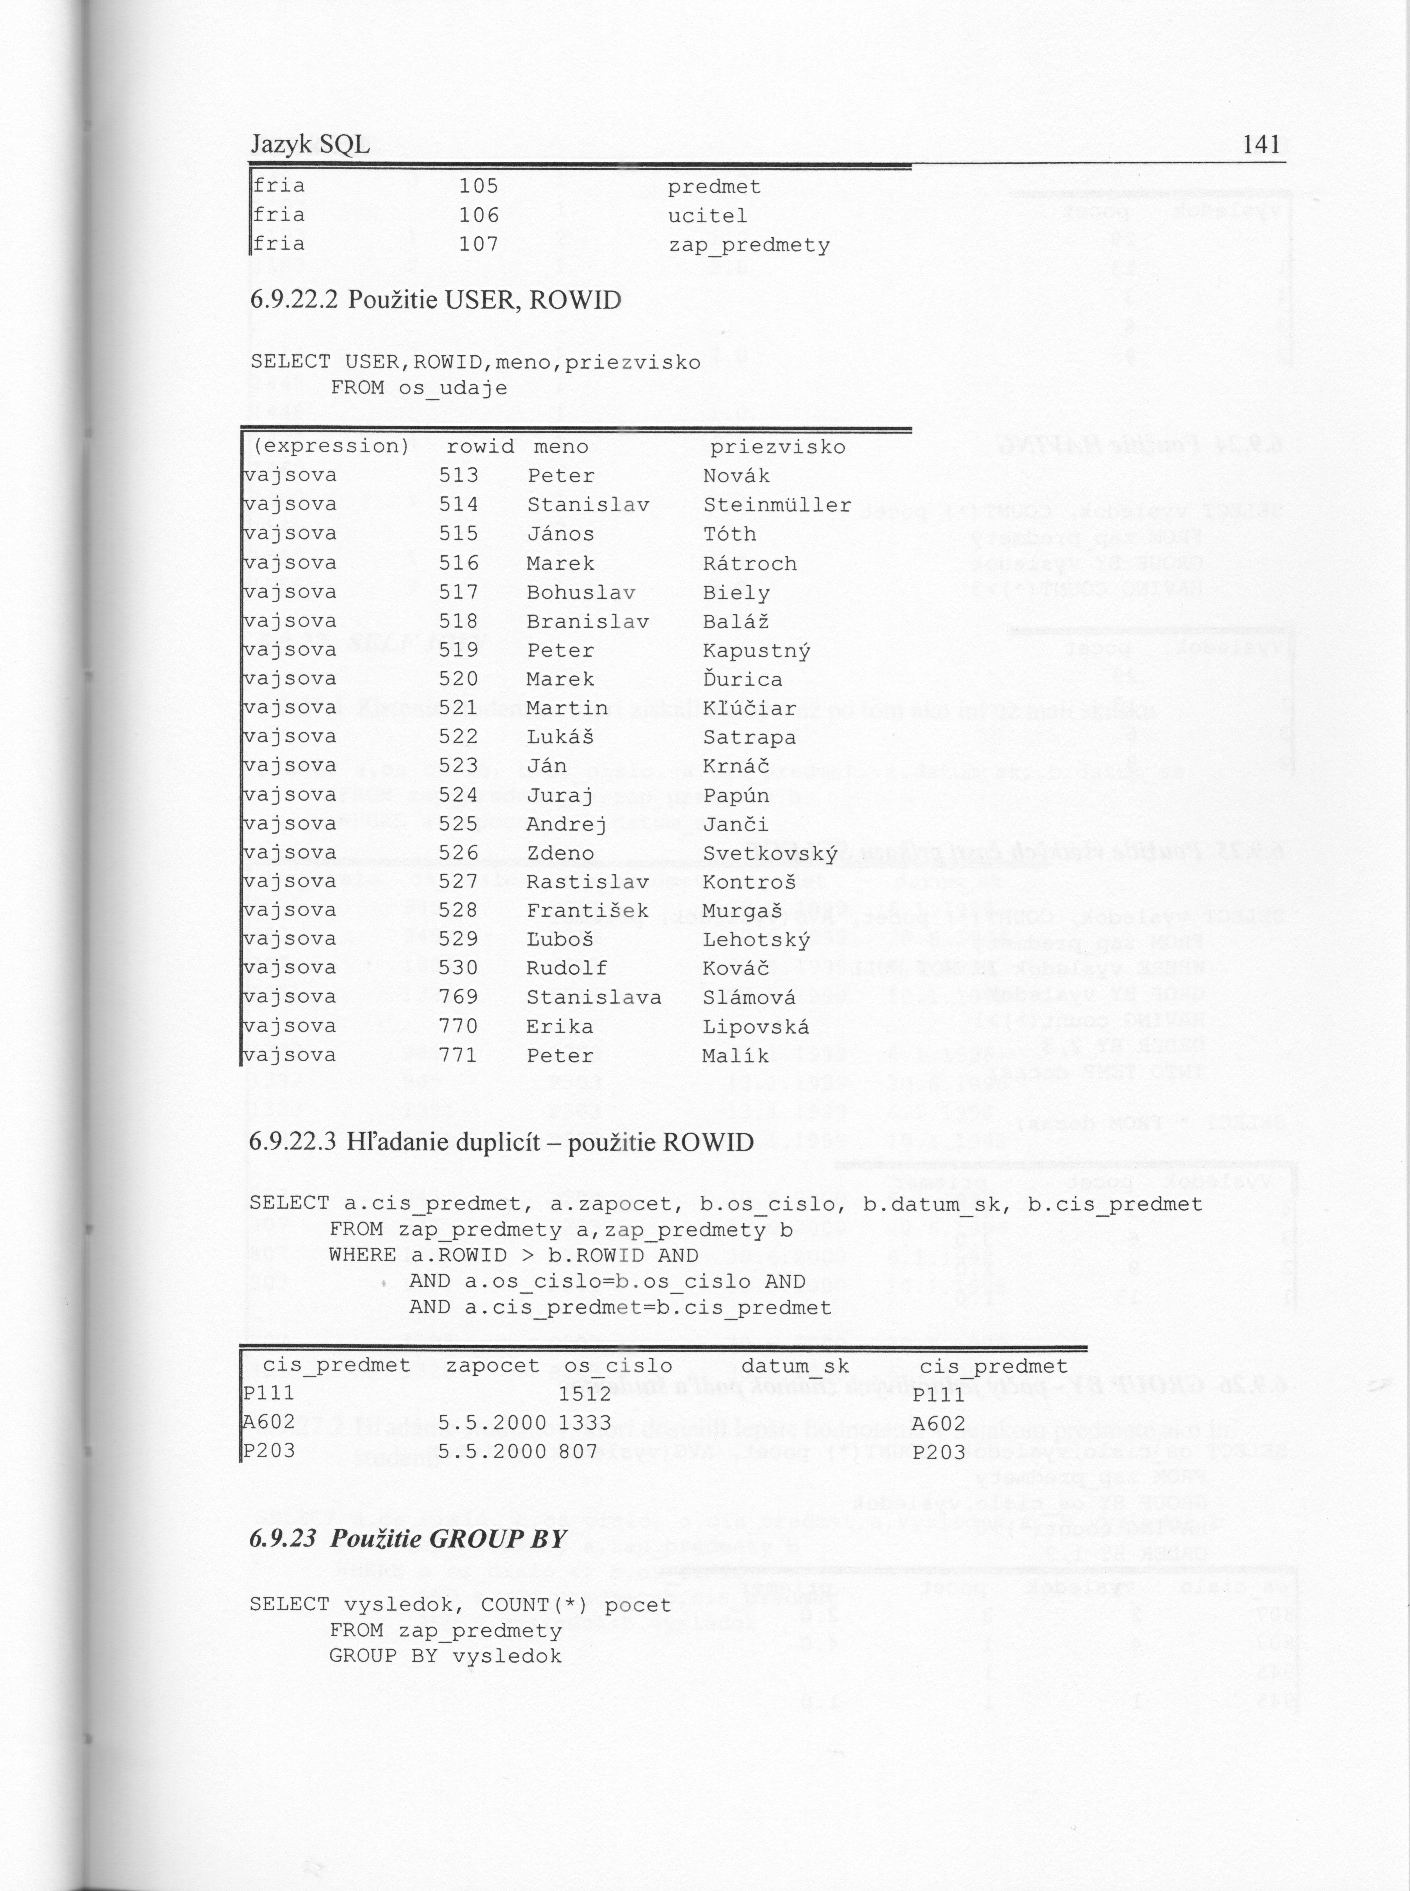 Jazyk SQL 141
fria 105 predmet
fria 106 ucitel
fria 107 zap_predmety
6.9.22.2 Použitie USER, ROWID
SELECT USER,ROWID,meno,priezvisko
FROM os_udaje
(expression) rowid meno priezvisko
vajsova 513 Peter Novák
vajsova 514 Stanislav Steinmüller
vajsova 515 János Tóth
vajsova 516 Marek Rátroch
vajsova 517 Bohuslav Biely
vajsova 518 Branislav Baláž
vajsova 519 Peter Kapustný
vajsova 520 Marek Ďurica
vajsova 521 Martin Kľúčiar
vajsova 522 Lukáš Satrapa
vajsova 523 Ján Krnáč
vajsova 524 Juraj Papún
vajsova 525 Andrej Janči
vajsova 526 Zdeno Svetkovský
vajsova 527 Rastislav Kontroš
vajsova 528 František Murgaš
vajsova 529 Ľuboš Lehotský
vajsova 530 Rudolf Kováč
vajsova 769 Stanislava Slámová
vajsova 770 Erika Lipovská
vajsova 771 Peter Malík
6.9.22.3 Hľadanie duplicít – použitie ROWID
SELECT a.cis_predmet, a.zapocet, b.os_cislo, b.datum_sk, b.cis_predmet
FROM zap_predmety a,zap_predmety b
WHERE a.ROWID > b.ROWID AND
AND a.os_cislo=b.os_cislo AND
AND a.cis_predmet=b.cis_predmet
cis_predmet zapocet os_cislo datum_sk cis_predmet
P111 1512 P111
A602 5.5.2000 1333 A602
P203 5.5.2000 807 P203
6.9.23 Použitie GROUP BY
SELECT vysledok, COUNT(*) pocet
FROM zap_predmety
GROUP BY vysledok